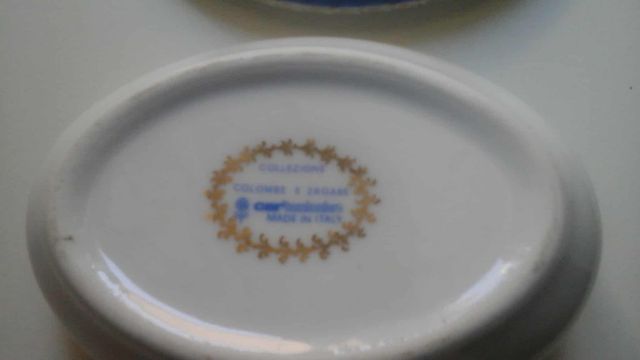 COLLEZIONE
COLOMBE E ZAGARE
MADE IN ITALY